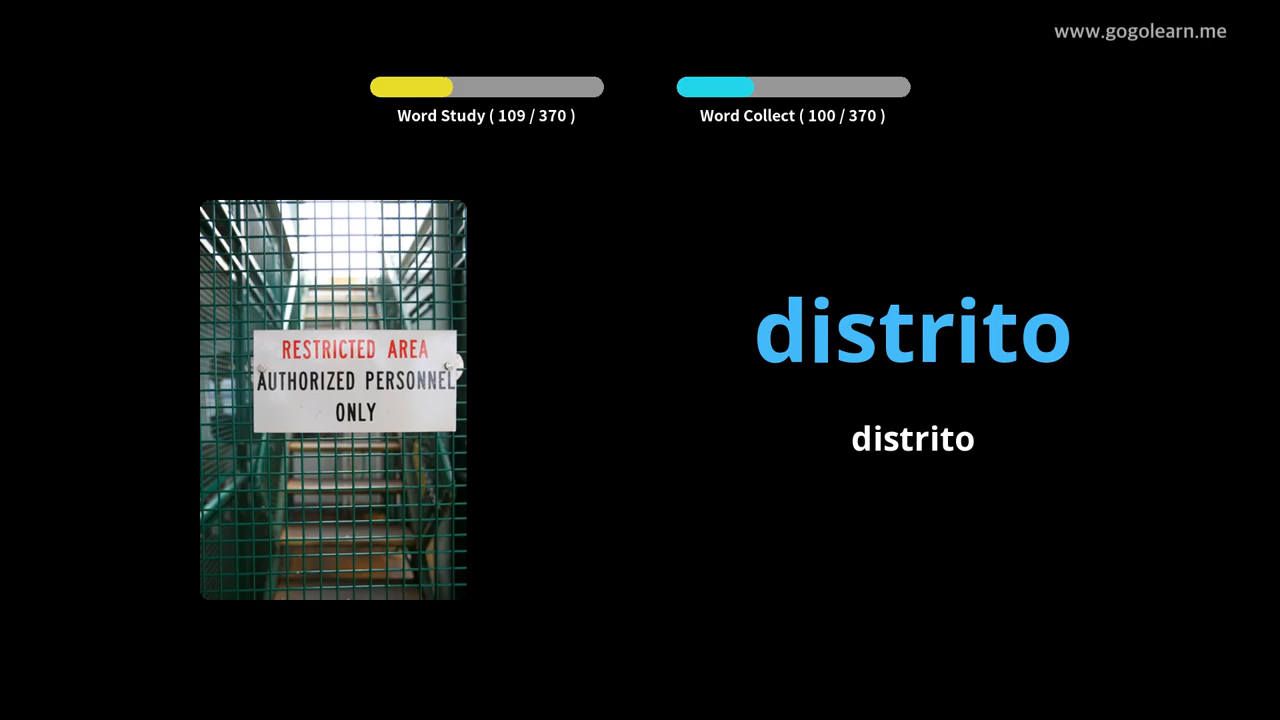 www.gogolearn.me
Word Study ( 109 / 370 )
Word Collect ( 100 / 370 )
RESTRICTED AREA
AUTHORIZED PERSONNEL
ONLY
distrito
distrito